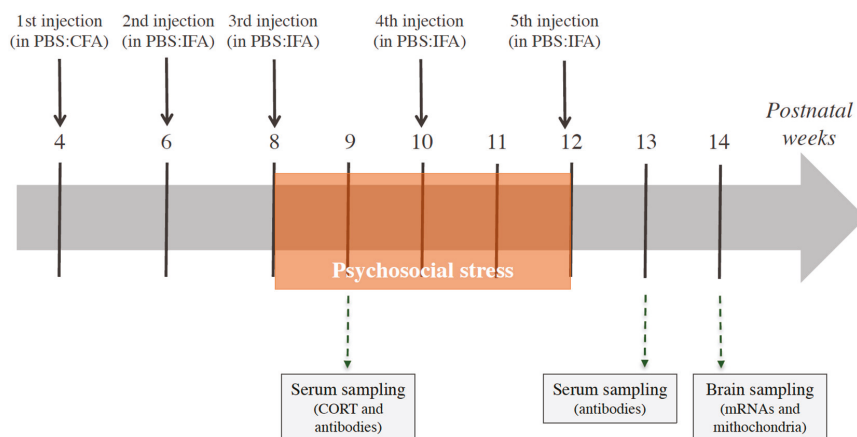 1st injection
(in PBS:CFA)
2nd injection
(in PBS:IFA)
3rd injection
(in PBS:IFA)
4th injection
(in PBS:IFA)
5th injection
(in PBS:IFA)
Postnatal
weeks
4
6
8
9
10
11
12
13
14
Psychosocial stress
Serum sampling
(CORT and
antibodies)
Serum sampling
(antibodies)
Brain sampling
(mRNAs and
mithochondria)